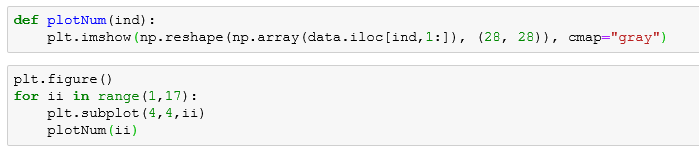 def plotNum(ind):
    plt.imshow(np.reshape(np.array(data.iloc[ind,1:]), (28, 28)), cmap="gray")
plt.figure()
for ii in range(1,17):
    plt.subplot(4,4,ii)
    plotNum(ii)